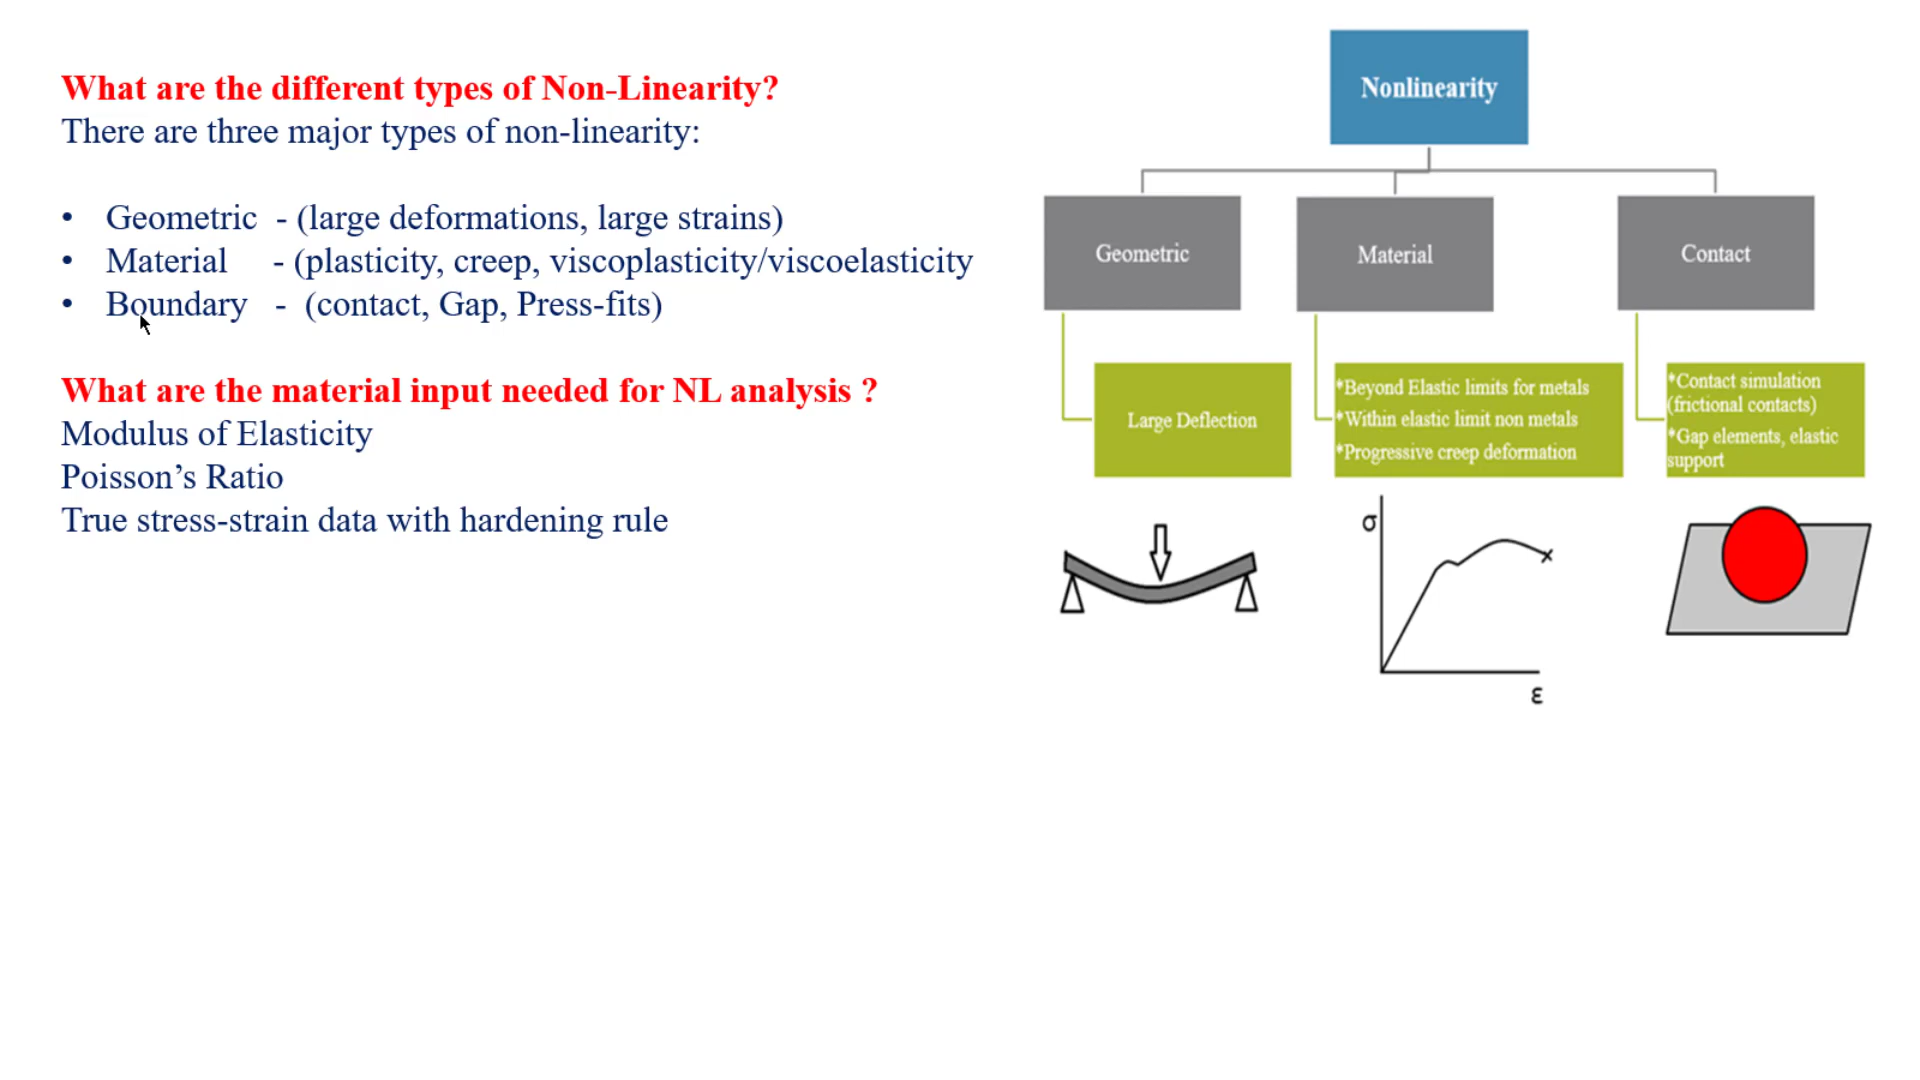 What are the different types of Non-Linearity?
There are three major types of non-linearity:
• Geometric - (large deformations, large strains)
• Material - (plasticity, creep, viscoplasticity/viscoelasticity
• Boundary - (contact, Gap, Press-fits)
What are the material input needed for NL analysis ?
Modulus of Elasticity
Poisson’s Ratio
True stress-strain data with hardening rule
Nonlinearity
Geometric
Material
Contact
Large Deflection
*Beyond Elastic limits for metals
*Within elastic limit non metals
*Progressive creep deformation
*Contact simulation
(frictional contacts)
*Gap elements, elastic
support
σ
ε